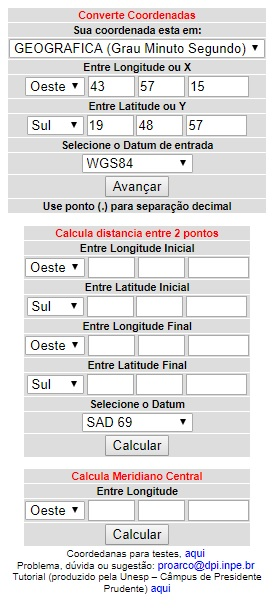 Converte Coordenadas
Sua coordenada esta em:
GEOGRAFICA (Grau Minuto Segundo)
Entre Longitude ou X
Oeste 43 57 15
Entre Latitude ou Y
Sul 19 48 57
Selecione o Datum de entrada
WGS84
Avançar
Use ponto (.) para separação decimal
Calcula distancia entre 2 pontos
Entre Longitude Inicial
Oeste
Entre Latitude Inicial
Sul
Entre Longitude Final
Oeste
Entre Latitude Final
Sul
Selecione o Datum
SAD 69
Calcular
Calcula Meridiano Central
Entre Longitude
Oeste
Calcular
Coordedanas para testes, aqui
Problema, dúvida ou sugestão: proarco@dpi.inpe.br
Tutorial (produzido pela Unesp – Câmpus de Presidente
Prudente) aqui